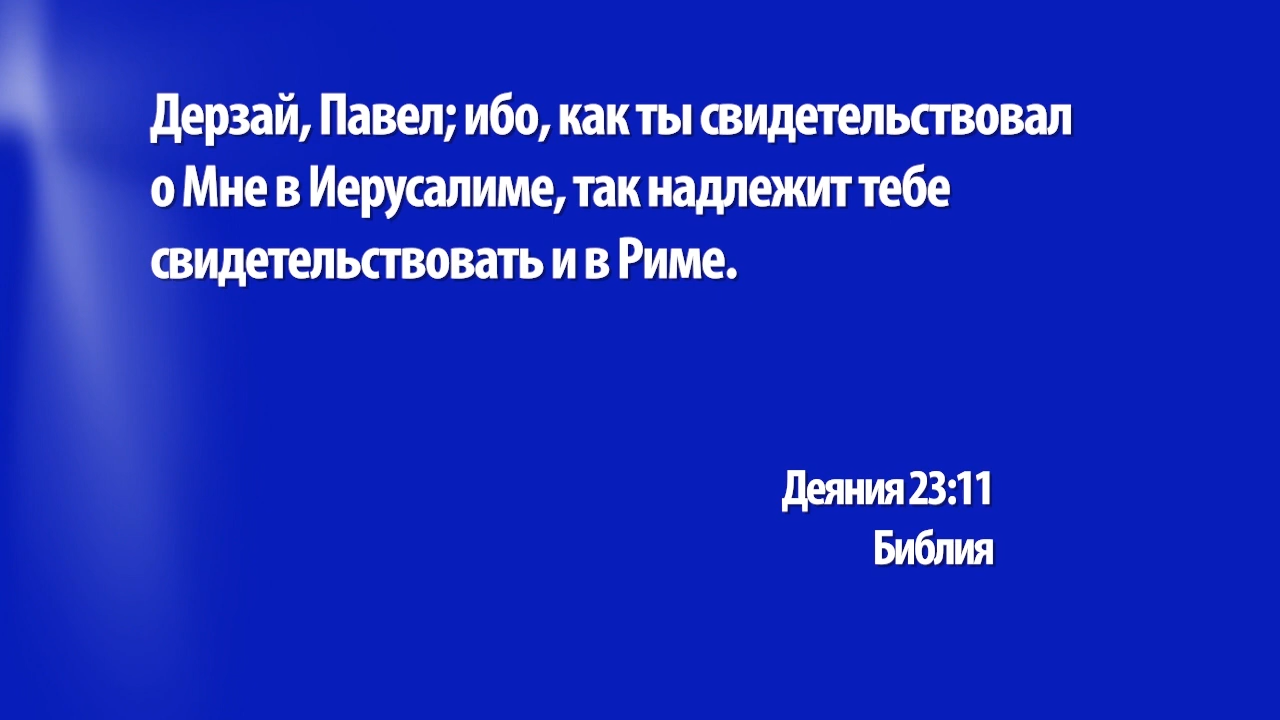 Дерзай, Павел; ибо, как ты свидетельствовал
о Мне в Иерусалиме, так надлежит тебе
свидетельствовать и в Риме.
Деяния 23:11
Библия